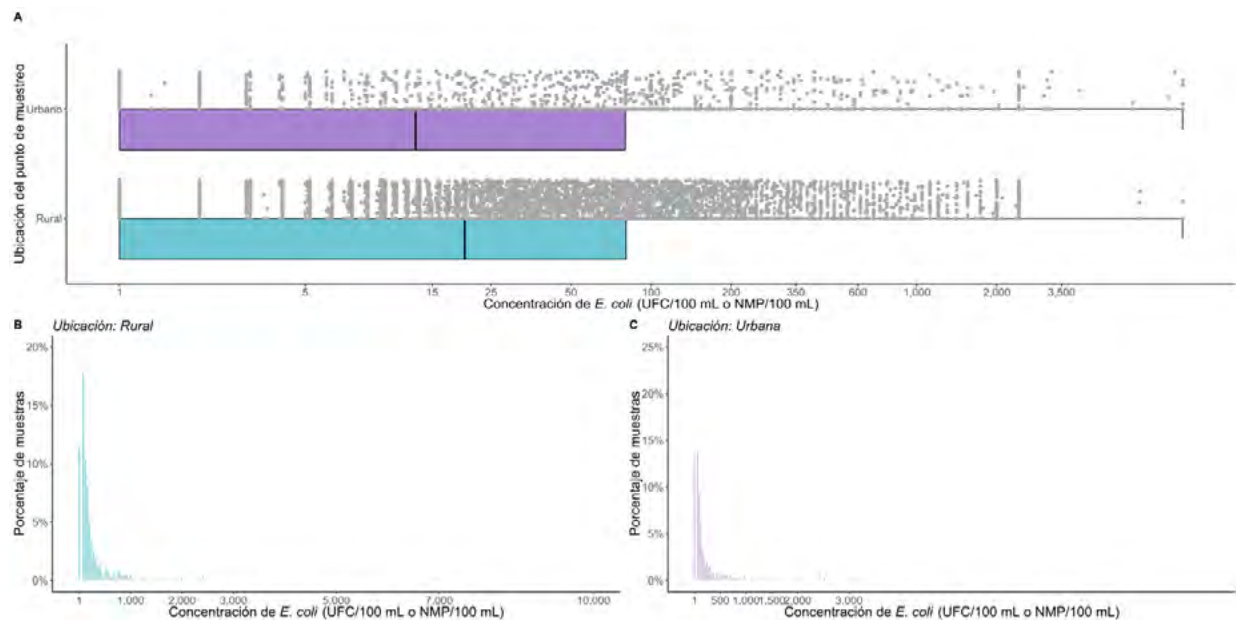 A
Ubicación del punto de muestreo
Urbano
Rural
1 5 15 25 50 100 200 350 600 1,000 2,000 3,500
Concentración de E. coli (UFC/100 mL o NMP/100 mL)
B Ubicación: Rural
Porcentaje de muestras
20%
15%
10%
5%
0%
1 1,000 2,000 3,000 5,000 7,000 10,000
Concentración de E. coli (UFC/100 mL o NMP/100 mL)
C Ubicación: Urbana
Porcentaje de muestras
25%
20%
15%
10%
5%
0%
1 500 1,000 1,500 2,000 3,000
Concentración de E. coli (UFC/100 mL o NMP/100 mL)